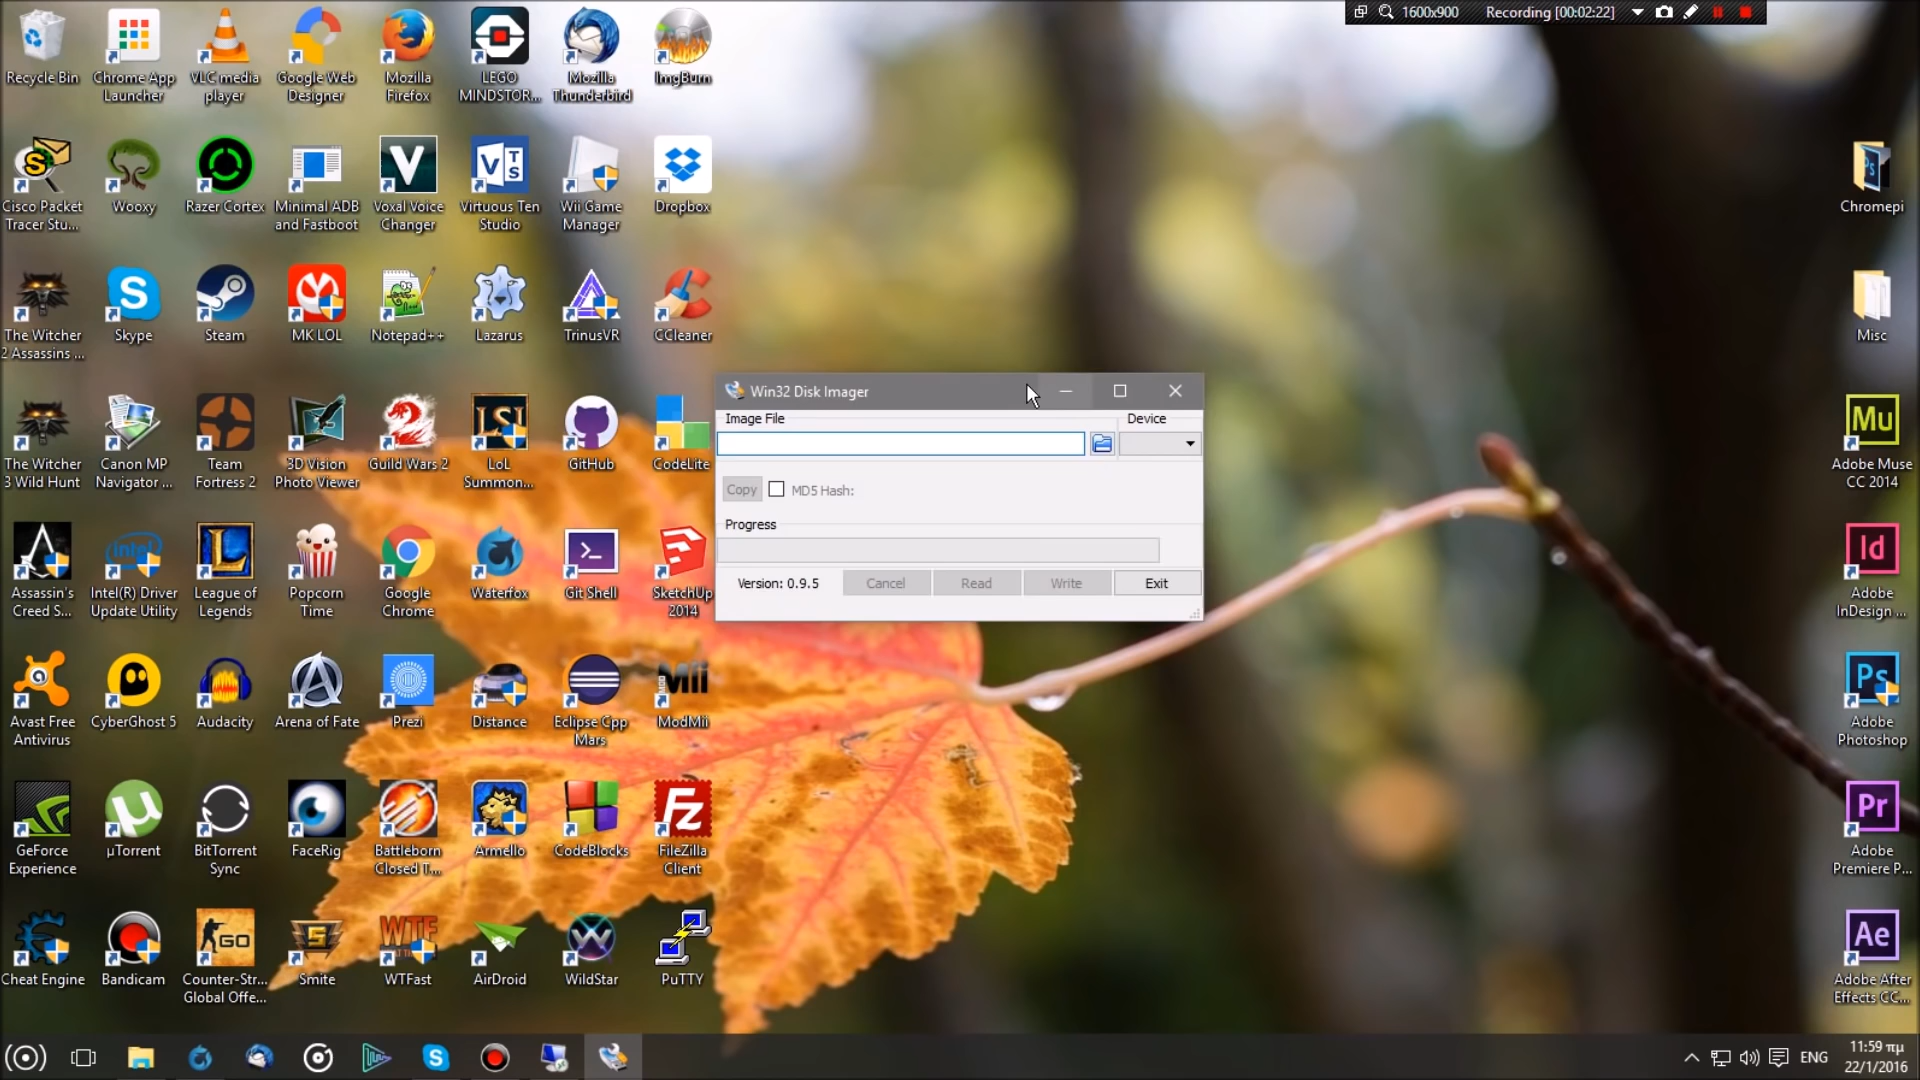 1600x900 Recording [00:02:22]
Recycle Bin
Chrome App
Launcher
VLC media
player
Google Web
Designer
Mozilla
Firefox
LEGO
MINDSTOR...
Mozilla
Thunderbird
ImgBurn
Cisco Packet
Tracer Stu...
Wooxy
Razer Cortex
Minimal ADB
and Fastboot
Voxal Voice
Changer
Virtuous Ten
Studio
Wii Game
Manager
Dropbox
Chromepi
The Witcher
2 Assassins ...
Skype
Steam
MK LOL
Notepad++
Lazarus
TrinusVR
CCleaner
Misc
The Witcher
3 Wild Hunt
Canon MP
Navigator ...
Team
Fortress 2
3D Vision
Photo Viewer
Guild Wars 2
LSI
LoL
Summon...
GitHub
CodeLite
Mu
Adobe Muse
CC 2014
Win32 Disk Imager
Image File
Device
Copy
MD5 Hash:
Progress
Version: 0.9.5
Cancel
Read
Write
Exit
Assassin's
Creed S...
Intel(R) Driver
Update Utility
League of
Legends
Popcorn
Time
Google
Chrome
Waterfox
Git Shell
SketchUp
2014
Id
Adobe
InDesign ...
Avast Free
Antivirus
CyberGhost 5
Audacity
Arena of Fate
Prezi
Distance
Eclipse Cpp
Mars
ModMii
Ps
Adobe
Photoshop
GeForce
Experience
µTorrent
BitTorrent
Sync
FaceRig
Battleborn
Closed T...
Armello
CodeBlocks
FileZilla
Client
Pr
Adobe
Premiere P...
Cheat Engine
Bandicam
GO
Counter-Str...
Global Offe...
Smite
WTF
WTFast
AirDroid
WildStar
PuTTY
Ae
Adobe After
Effects CC...
ENG
11:59 πμ
22/1/2016